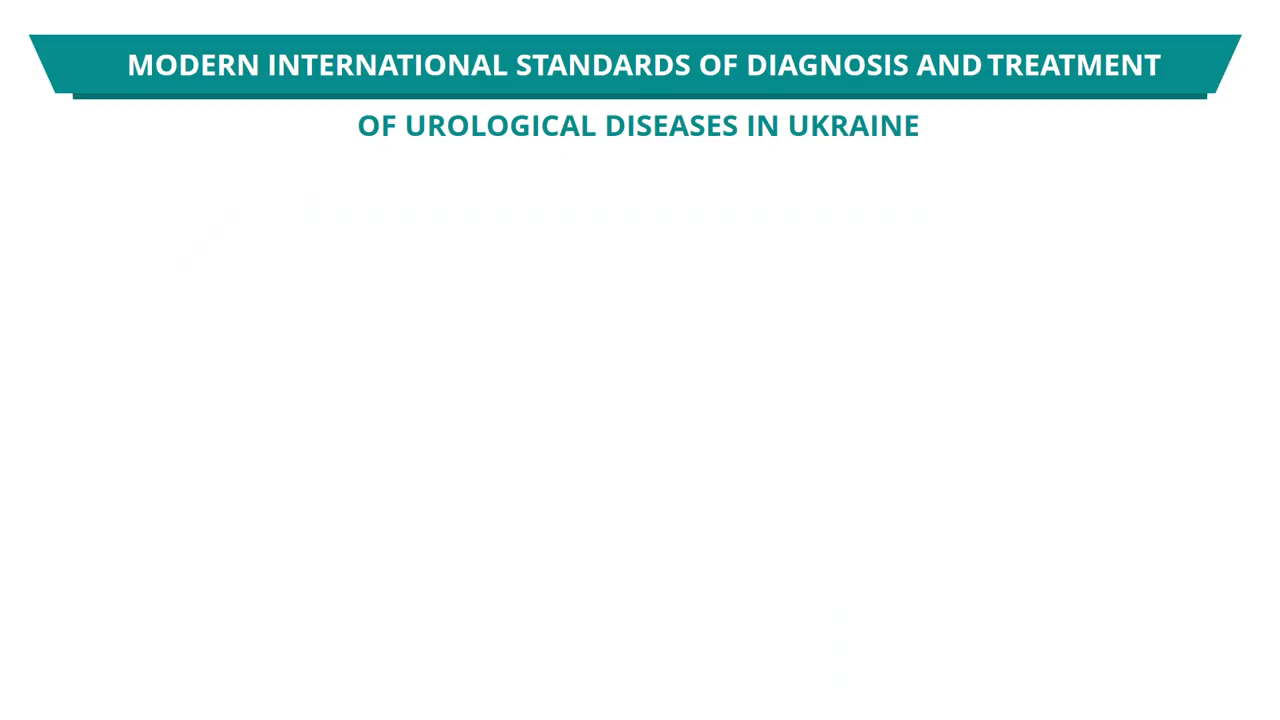 MODERN INTERNATIONAL STANDARDS OF DIAGNOSIS AND TREATMENT
OF UROLOGICAL DISEASES IN UKRAINE